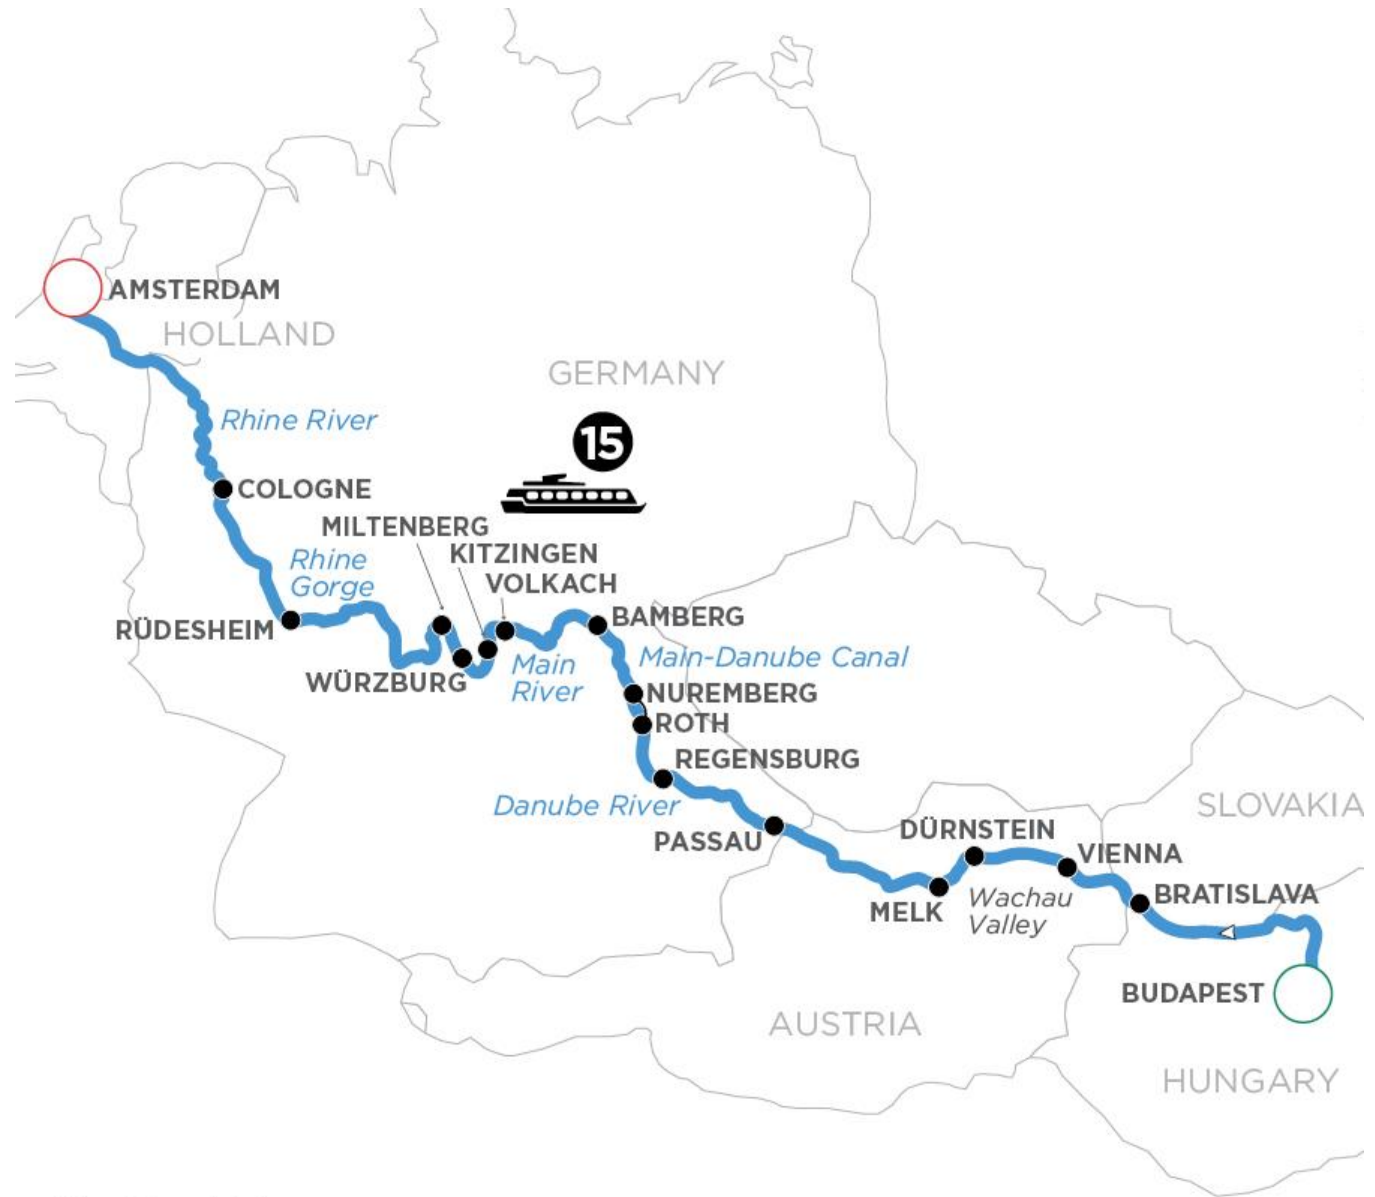 AMSTERDAM
HOLLAND
GERMANY
Rhine River
15
COLOGNE
MILTENBERG
KITZINGEN
Rhine
Gorge
VOLKACH
BAMBERG
RÜDESHEIM
Main
River
Main-Danube Canal
WÜRZBURG
NUREMBERG
ROTH
REGENSBURG
Danube River
SLOVAKIA
PASSAU
DÜRNSTEIN
VIENNA
MELK
Wachau
Valley
BRATISLAVA
BUDAPEST
AUSTRIA
HUNGARY